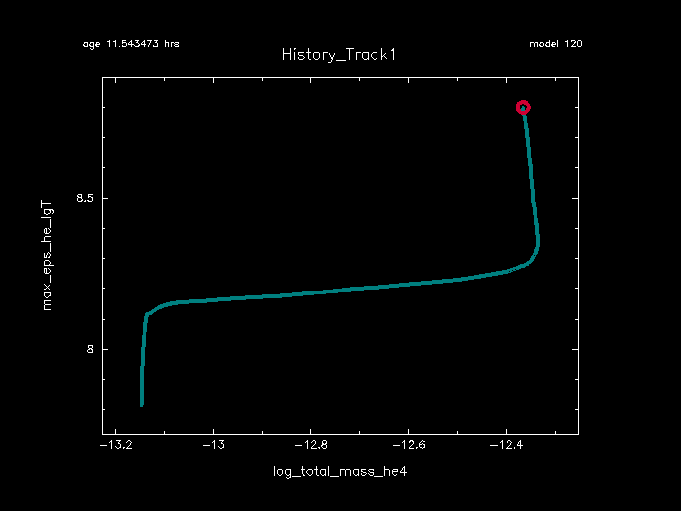 age 11.543473 hrs
model 120
History_Track1
max_eps_he_lgT
8.5
8
-13.2
-13
-12.8
-12.6
-12.4
log_total_mass_he4